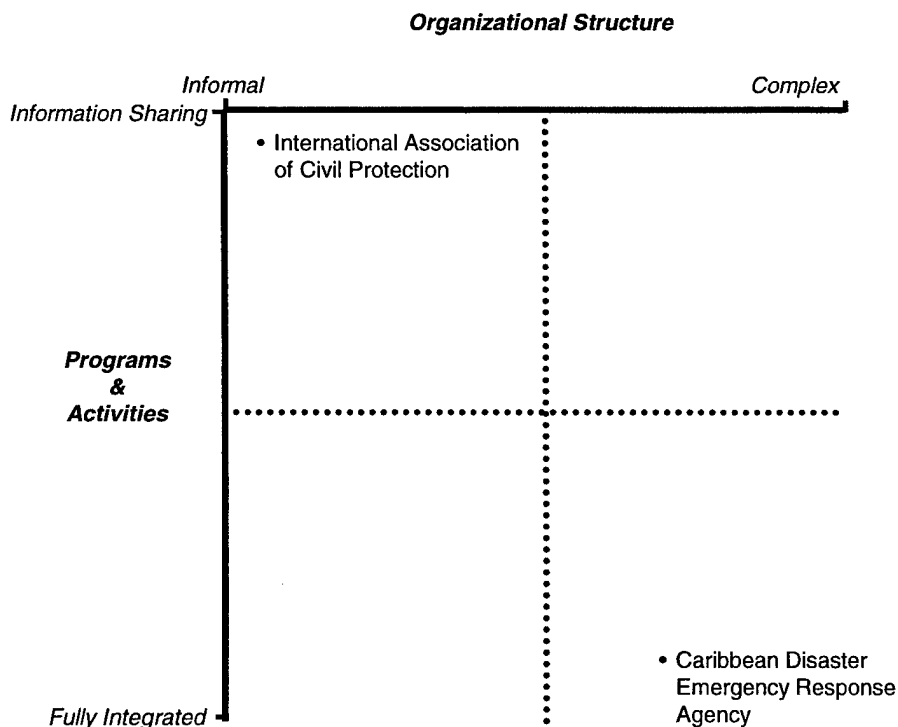 Organizational Structure
Informal
Complex
Information Sharing
• International Association
of Civil Protection
Programs
&
Activities
• Caribbean Disaster
Emergency Response
Agency
Fully Integrated